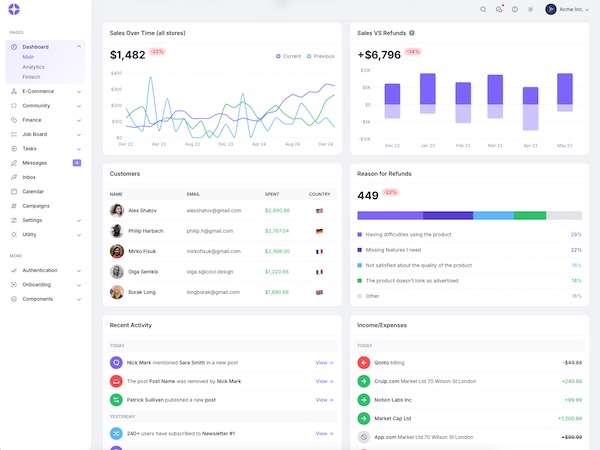 Acme Inc.
PAGES
Dashboard
Main
Analytics
Fintech
E-Commerce
Community
Finance
Job Board
Tasks
Messages 4
Inbox
Calendar
Campaigns
Settings
Utility
MORE
Authentication
Onboarding
Components
Sales Over Time (all stores)
$1,482 -22%
Current Previous
$400
$300
$200
$100
$0
Dec 22 Apr 23 Aug 23 Dec 23 Apr 24 Aug 24 Dec 24
Sales VS Refunds
+$6,796 -34%
$10K
$5K
$0
-$5K
-$10K
Dec 22 Jan 23 Feb 23 Mar 23 Apr 23 May 23
Customers
NAME EMAIL SPENT COUNTRY
Alex Shatov alexshatov@gmail.com $2,890.66
Philip Harbach philip.h@gmail.com $2,767.04
Mirko Fisuk mirkofisuk@gmail.com $2,996.00
Olga Semklo olga.s@cool.design $1,220.66
Burak Long longburak@gmail.com $1,890.66
Reason for Refunds
449 -22%
Having difficulties using the product 29%
Missing features I need 22%
Not satisfied about the quality of the product
The product doesn't look as advertised 16%
Other 16%
Recent Activity
TODAY
Nick Mark mentioned Sara Smith in a new post View ->
The post Post Name was removed by Nick Mark View ->
Patrick Sullivan published a new post View ->
YESTERDAY
240+ users have subscribed to Newsletter #1 View ->
Income/Expenses
TODAY
Qonto billing -$49.88
Cruip.com Market Ltd 70 Wilson St London +249.88
Notion Labs Inc +99.99
Market Cap Ltd +1,200.88
App.com Market Ltd 70 Wilson St London +$99.99